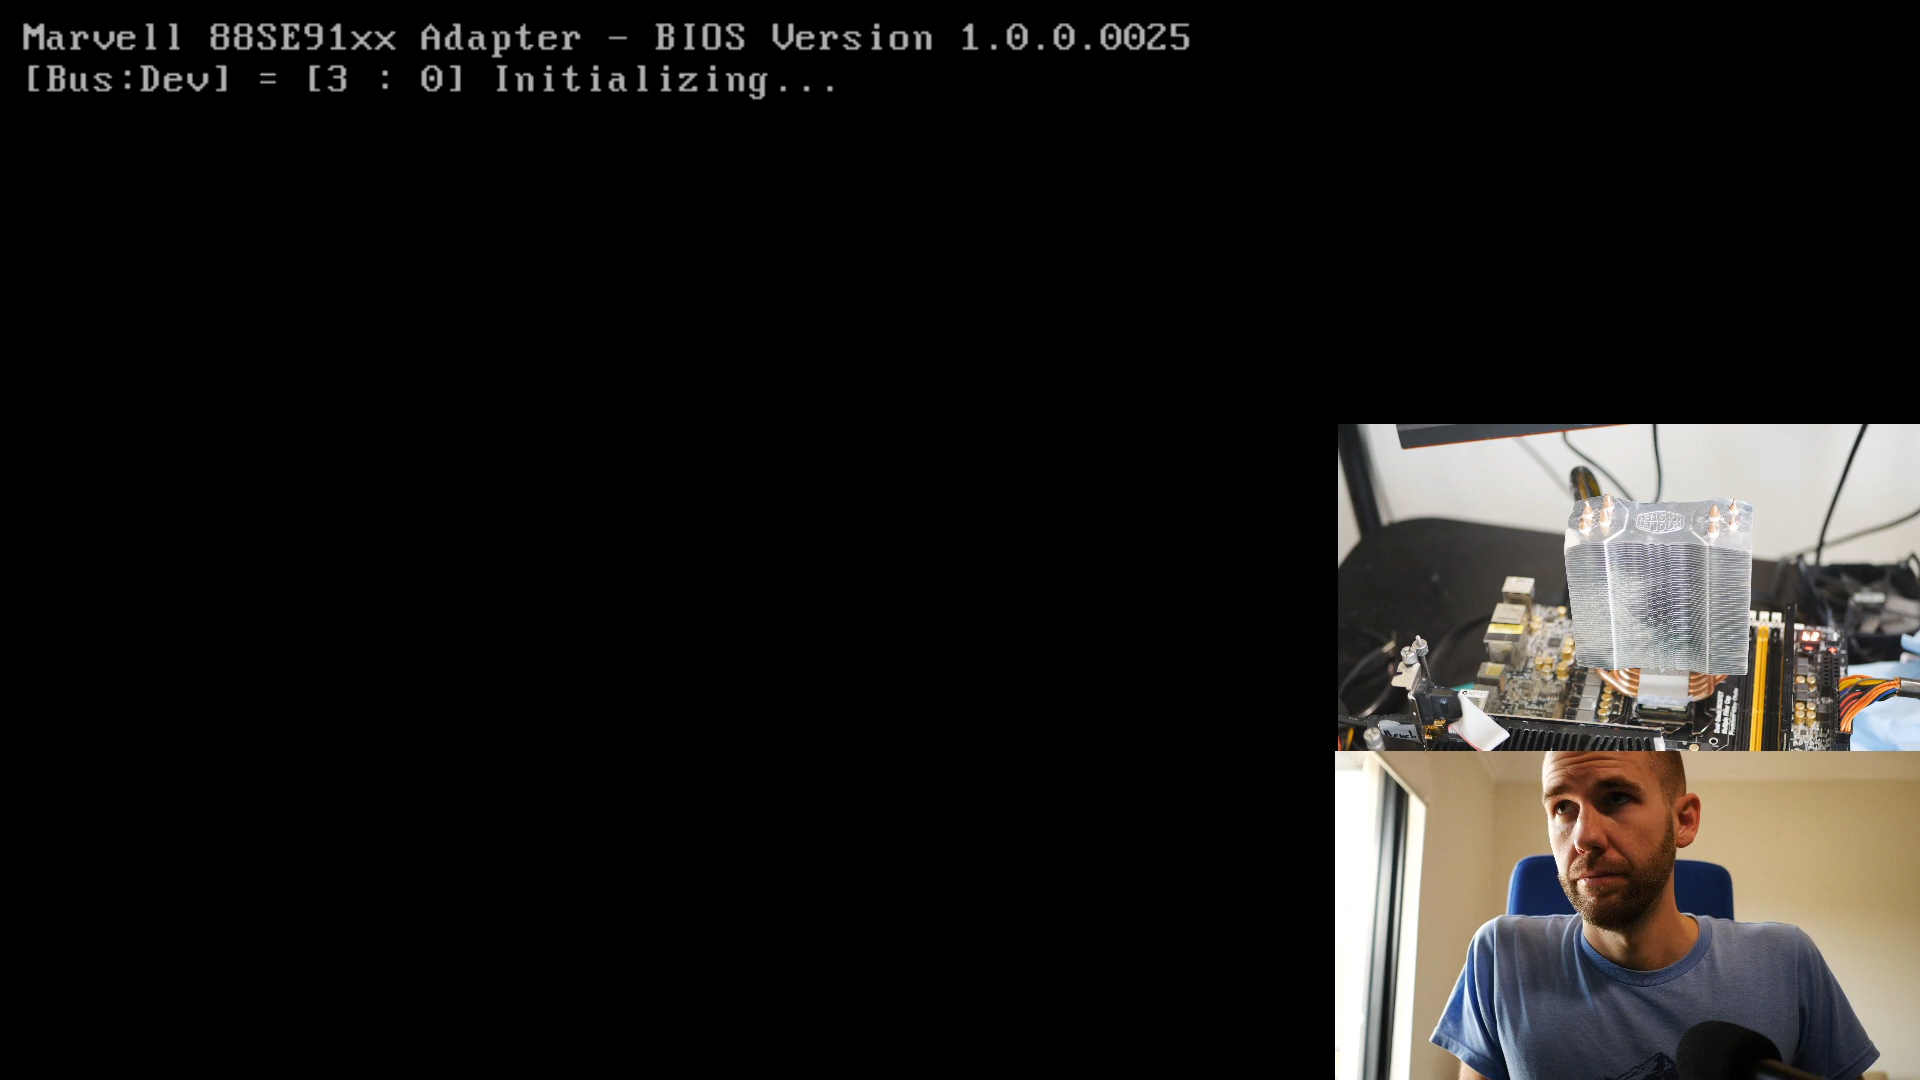 Marvell 88SE91xx Adapter - BIOS Version 1.0.0.0025
[Bus:Dev] = [3 : 0] Initializing...